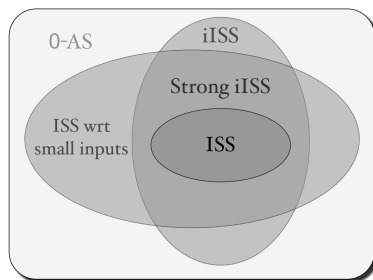 0-AS
iISS
Strong iISS
ISS wrt
small inputs
ISS